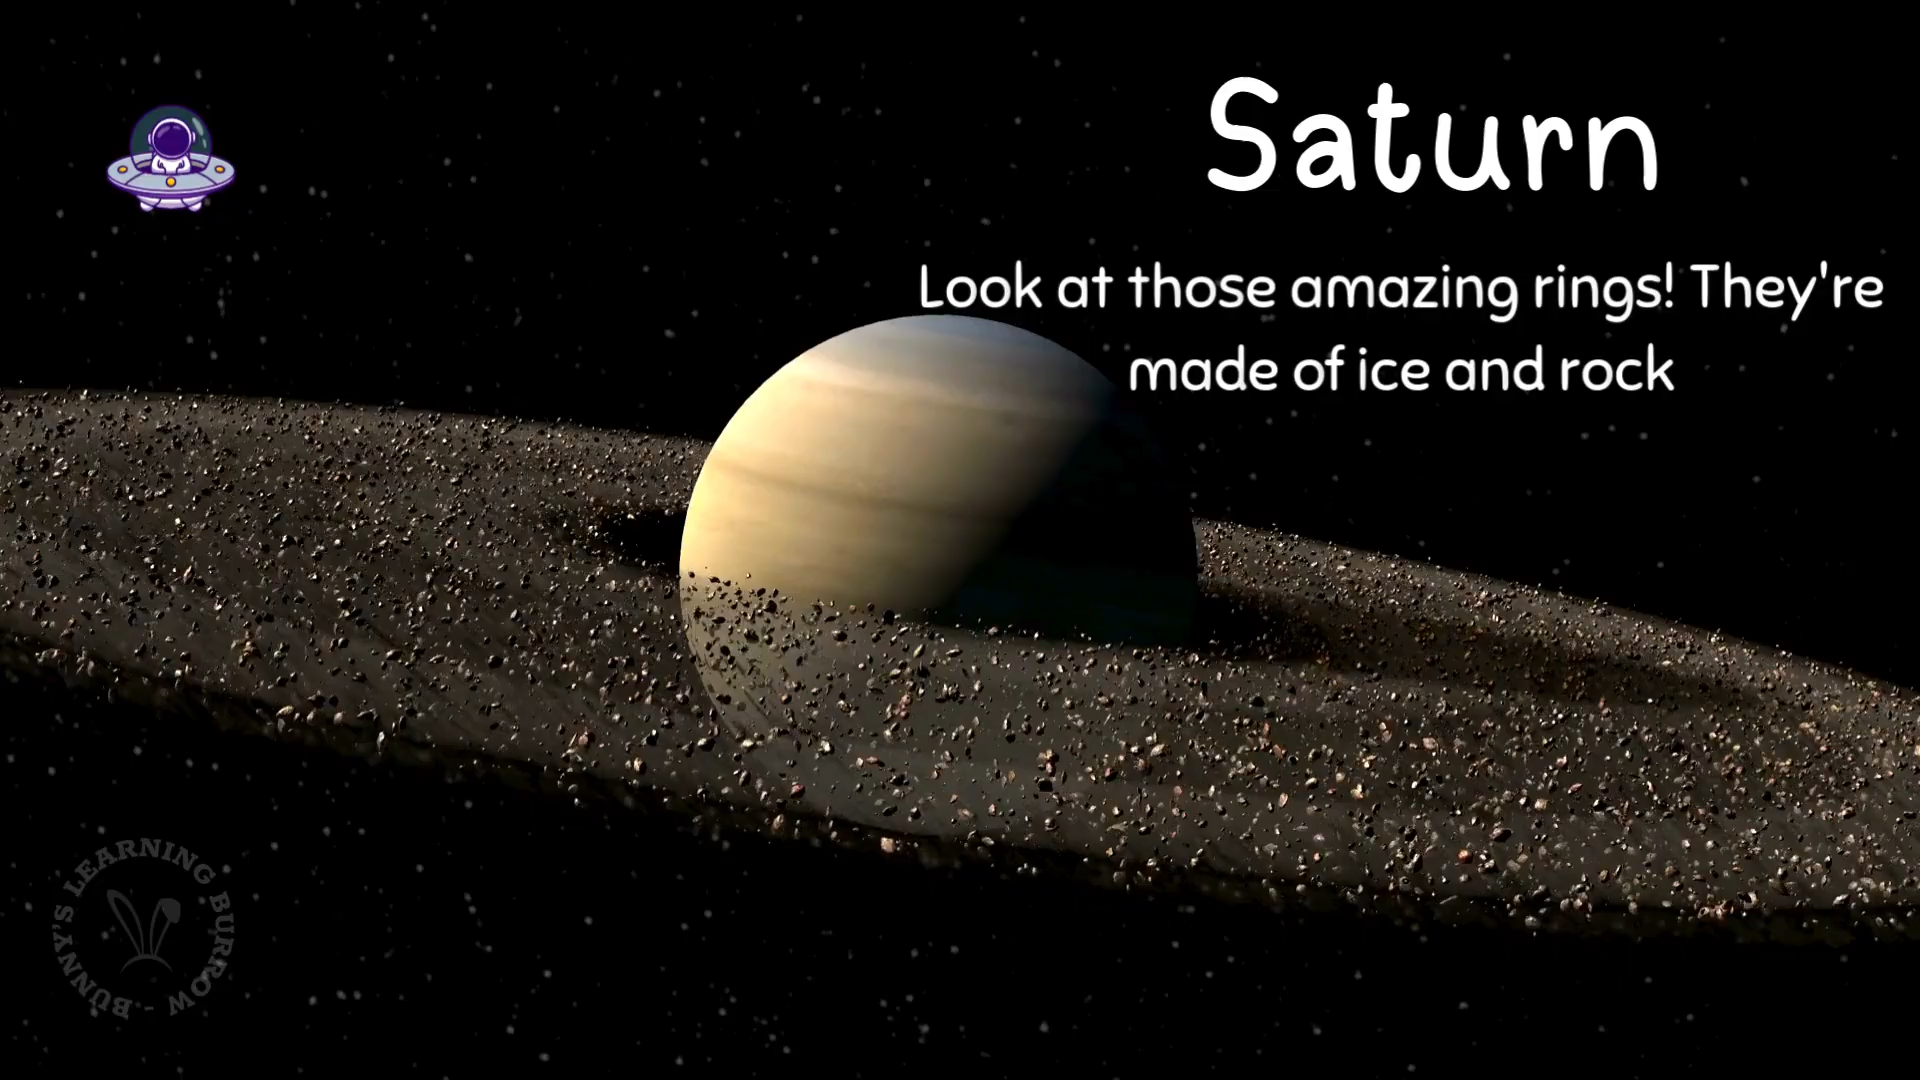 Saturn
Look at those amazing rings! They're
made of ice and rock
BUNNY'S LEARNING BURROW -